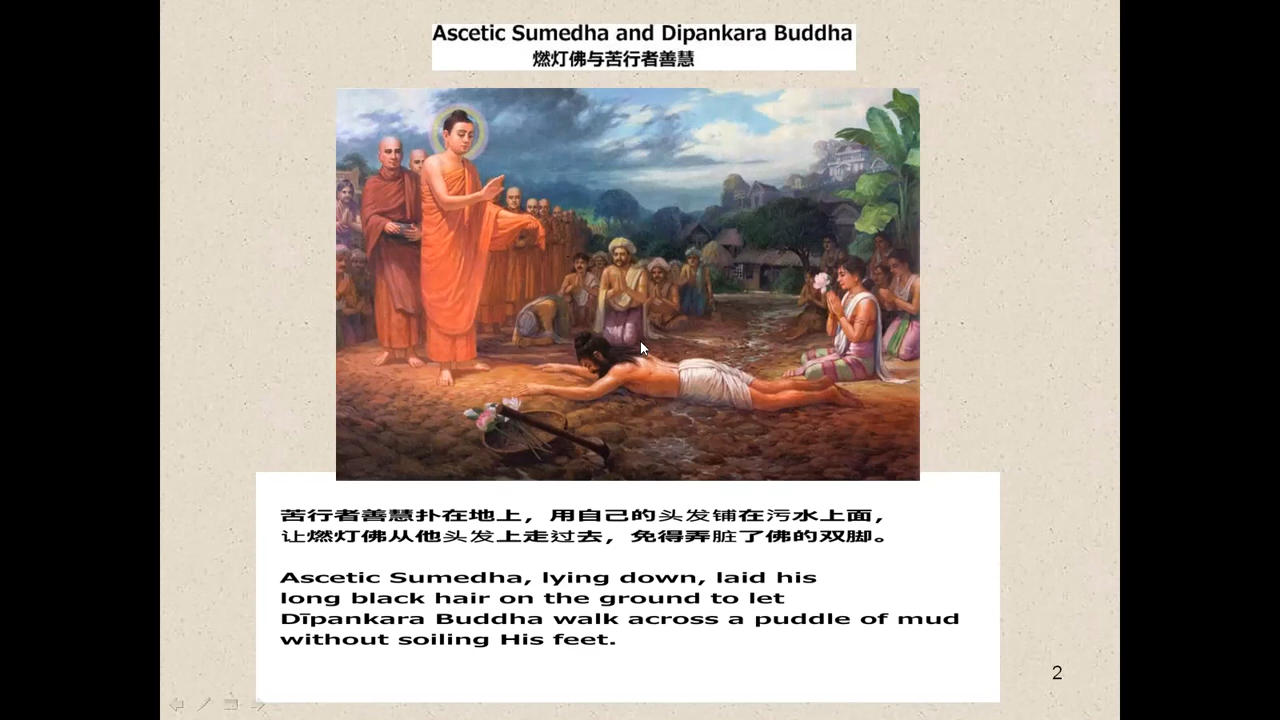 Ascetic Sumedha and Dipankara Buddha
燃灯佛与苦行者善慧
苦行者善慧扑在地上，用自己的头发铺在污水上面，
让燃灯佛从他头发上走过去，免得弄脏了佛的双脚。
Ascetic Sumedha, lying down, laid his
long black hair on the ground to let
Dīpankara Buddha walk across a puddle of mud
without soiling His feet.
2